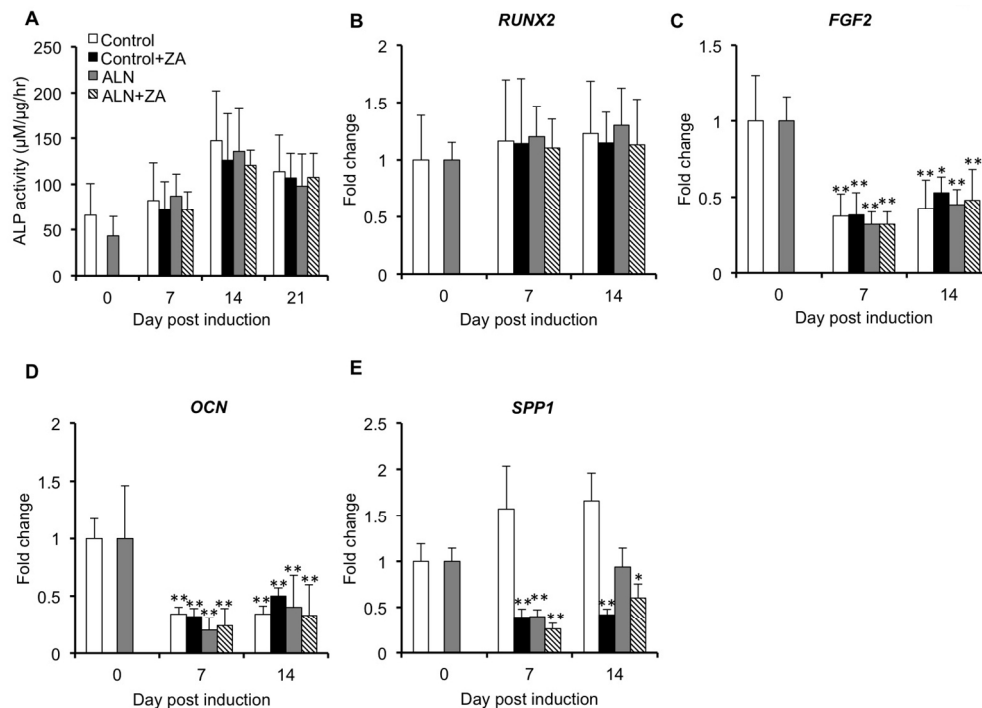 A
Control
Control+ZA
ALN
ALN+ZA
250
200
150
100
50
0
ALP activity (µM/µg/hr)
0 7 14 21
Day post induction
B
RUNX2
2
1.5
1
0.5
0
Fold change
0 7 14
Day post induction
C
FGF2
1.5
1
0.5
0
Fold change
** ** ** **
** * ** **
0 7 14
Day post induction
D
OCN
2
1.5
1
0.5
0
Fold change
** ** ** **
** ** ** **
0 7 14
Day post induction
E
SPP1
2.5
2
1.5
1
0.5
0
Fold change
** ** **
** *
0 7 14
Day post induction